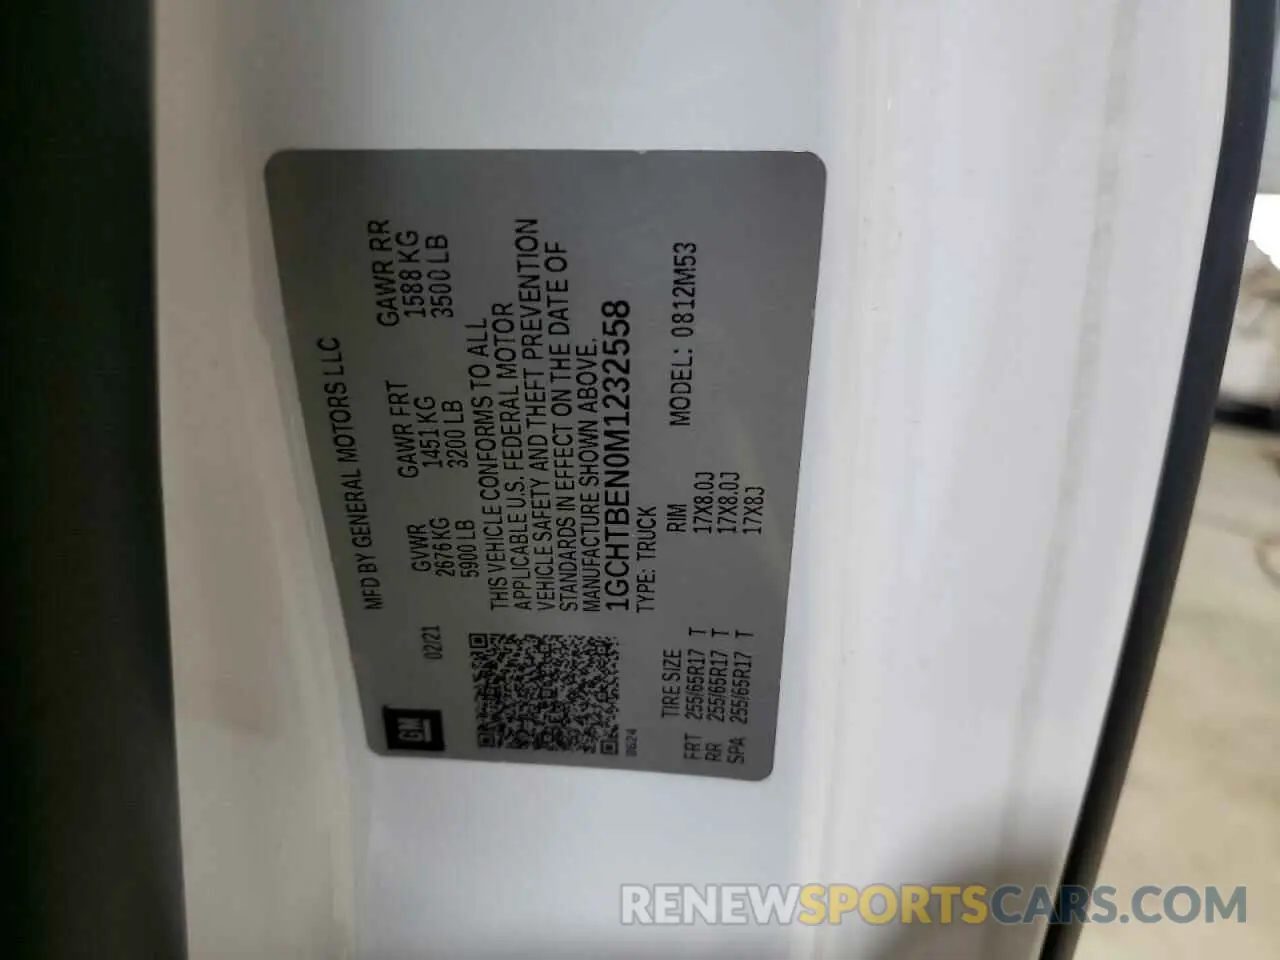 GM
MFD BY GENERAL MOTORS LLC
02/21
GVWR GAWR FRT GAWR RR
2676 KG 1451 KG 1588 KG
5900 LB 3200 LB 3500 LB
THIS VEHICLE CONFORMS TO ALL
APPLICABLE U.S. FEDERAL MOTOR
VEHICLE SAFETY AND THEFT PREVENTION
STANDARDS IN EFFECT ON THE DATE OF
MANUFACTURE SHOWN ABOVE.
1GCHTBEN0M1232558
TYPE: TRUCK
0624
TIRE SIZE RIM MODEL: 0812M53
FRT 255/65R17 T 17X8.0J
RR 255/65R17 T 17X8.0J
SPA 255/65R17 T 17X8J
RENEWSPORTSCARS.COM